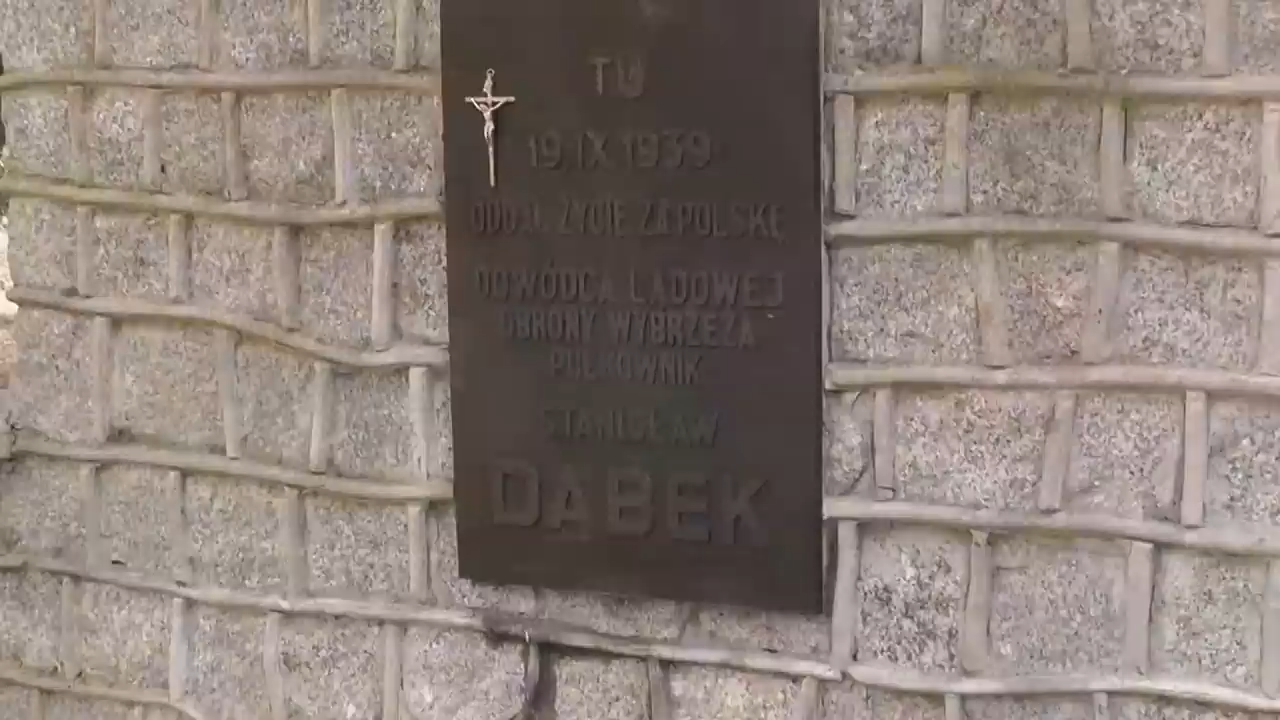 TU
19.IX 1939
ODDAŁ ŻYCIE ZA POLSKĘ
DOWÓDCA LĄDOWEJ
OBRONY WYBRZEŻA
PUŁKOWNIK
STANISŁAW
DĄBEK